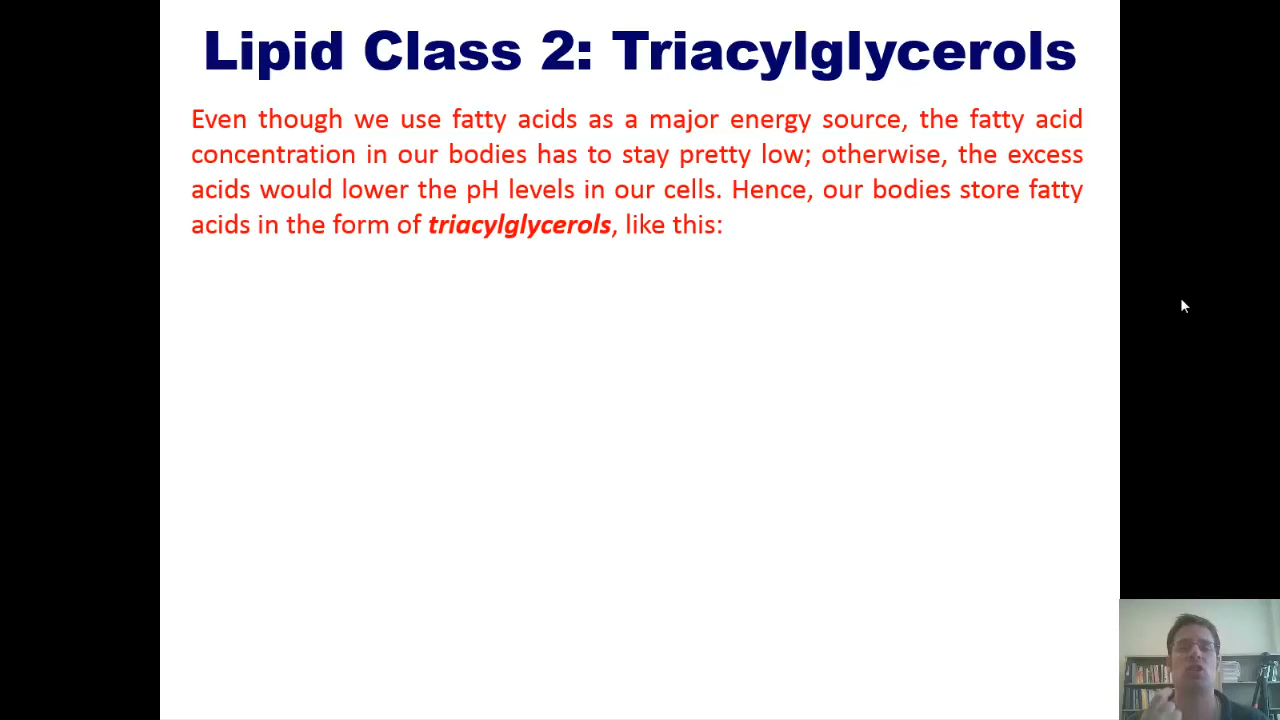 Lipid Class 2: Triacylglycerols
Even though we use fatty acids as a major energy source, the fatty acid
concentration in our bodies has to stay pretty low; otherwise, the excess
acids would lower the pH levels in our cells. Hence, our bodies store fatty
acids in the form of triacylglycerols, like this: